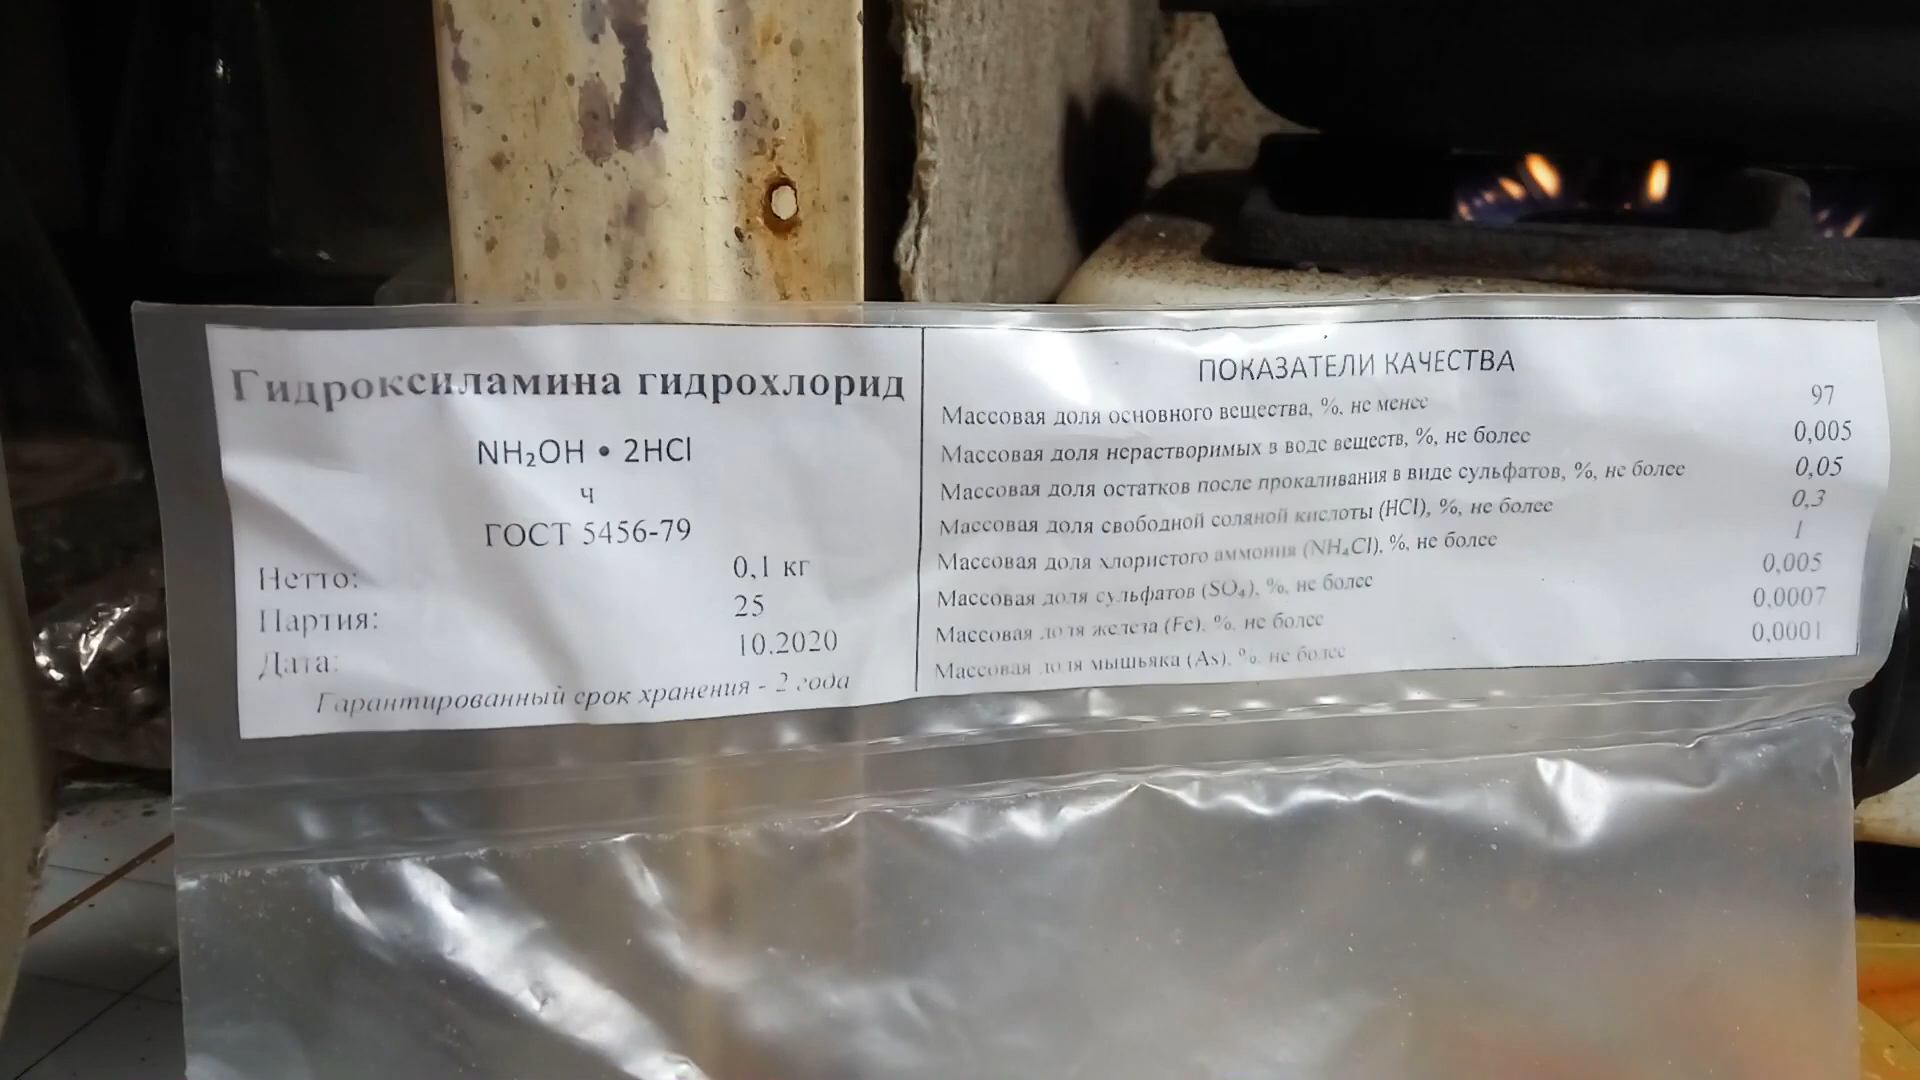 Гидроксиламина гидрохлорид
NH₂OH • 2HCl
ч
ГОСТ 5456-79
Нетто: 0,1 кг
Партия: 25
Дата: 10.2020
Гарантированный срок хранения - 2 года
ПОКАЗАТЕЛИ КАЧЕСТВА
Массовая доля основного вещества, %, не менее 97
Массовая доля нерастворимых в воде веществ, %, не более 0,005
Массовая доля остатков после прокаливания в виде сульфатов, %, не более 0,05
Массовая доля свободной соляной кислоты (HCl), %, не более 0,3
Массовая доля хлористого аммония (NH₄Cl), %, не более 1
Массовая доля сульфатов (SO₄), %, не более 0,005
Массовая доля железа (Fe), %, не более 0,0007
Массовая доля мышьяка (As), %, не более 0,0001